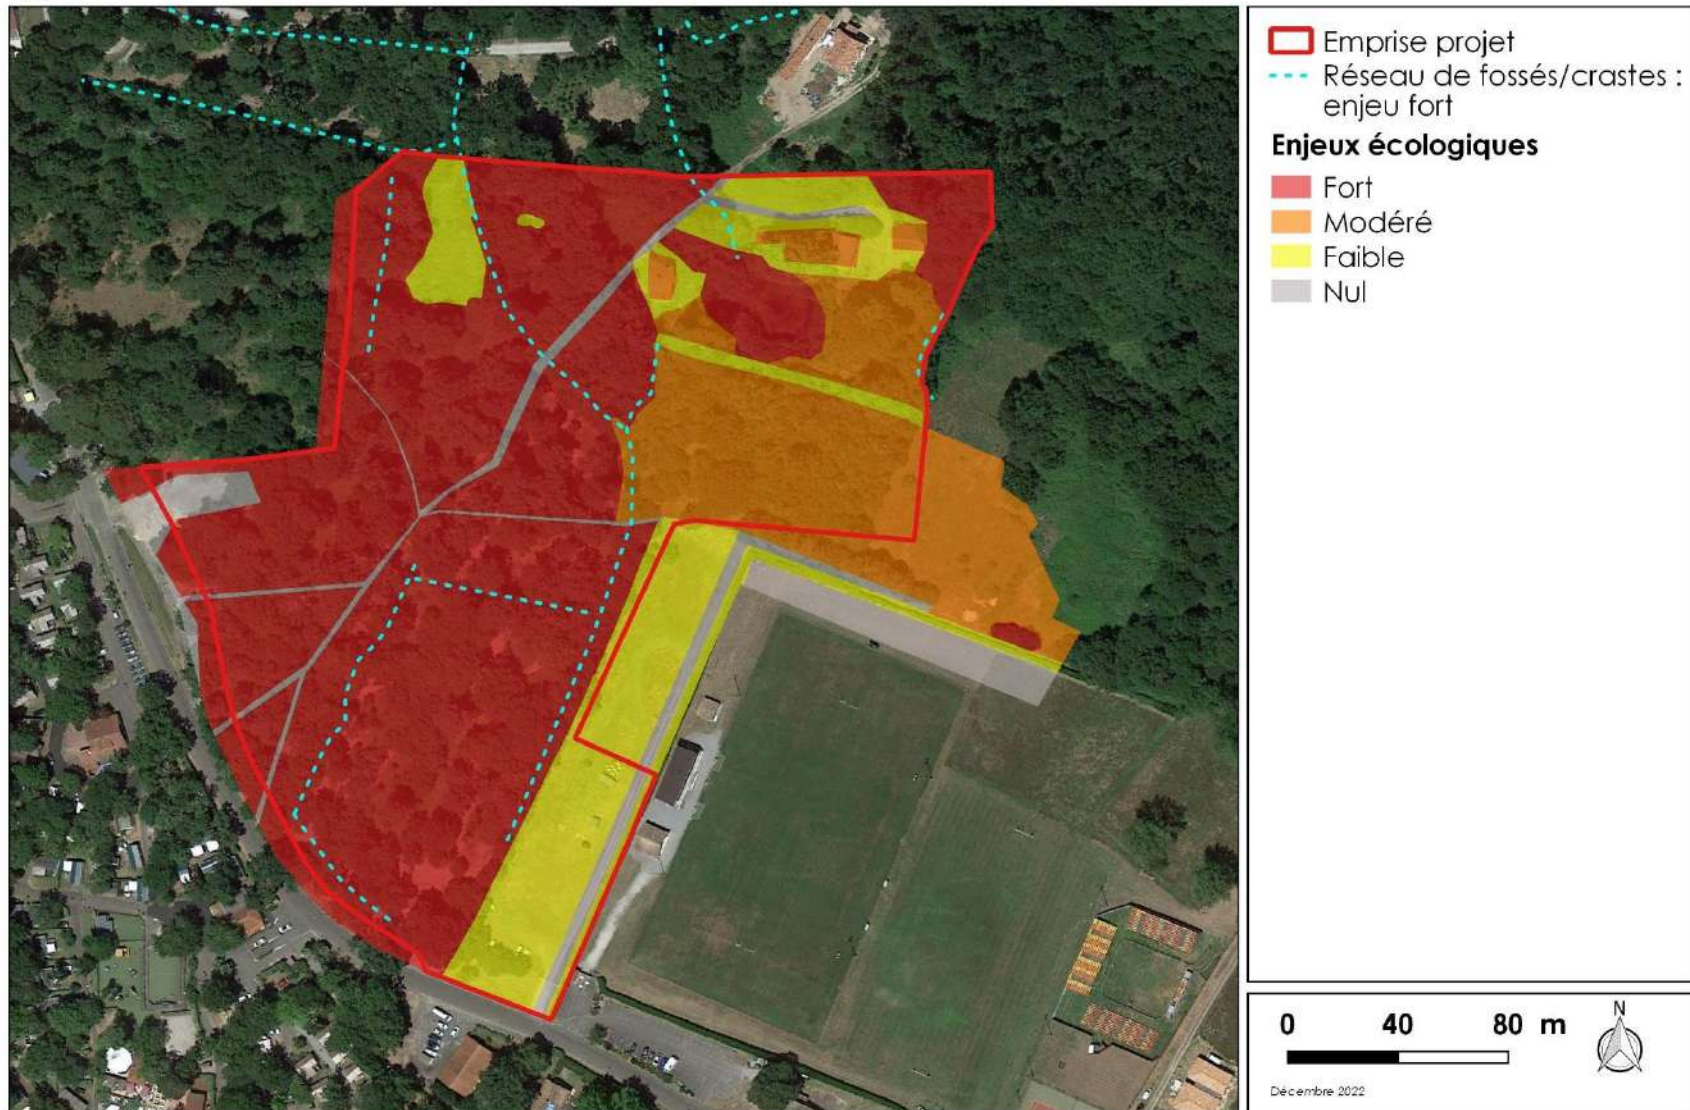 Emprise projet
Réseau de fossés/crastes :
enjeu fort
Enjeux écologiques
Fort
Modéré
Faible
Nul
0 40 80 m
N
Décembre 2022